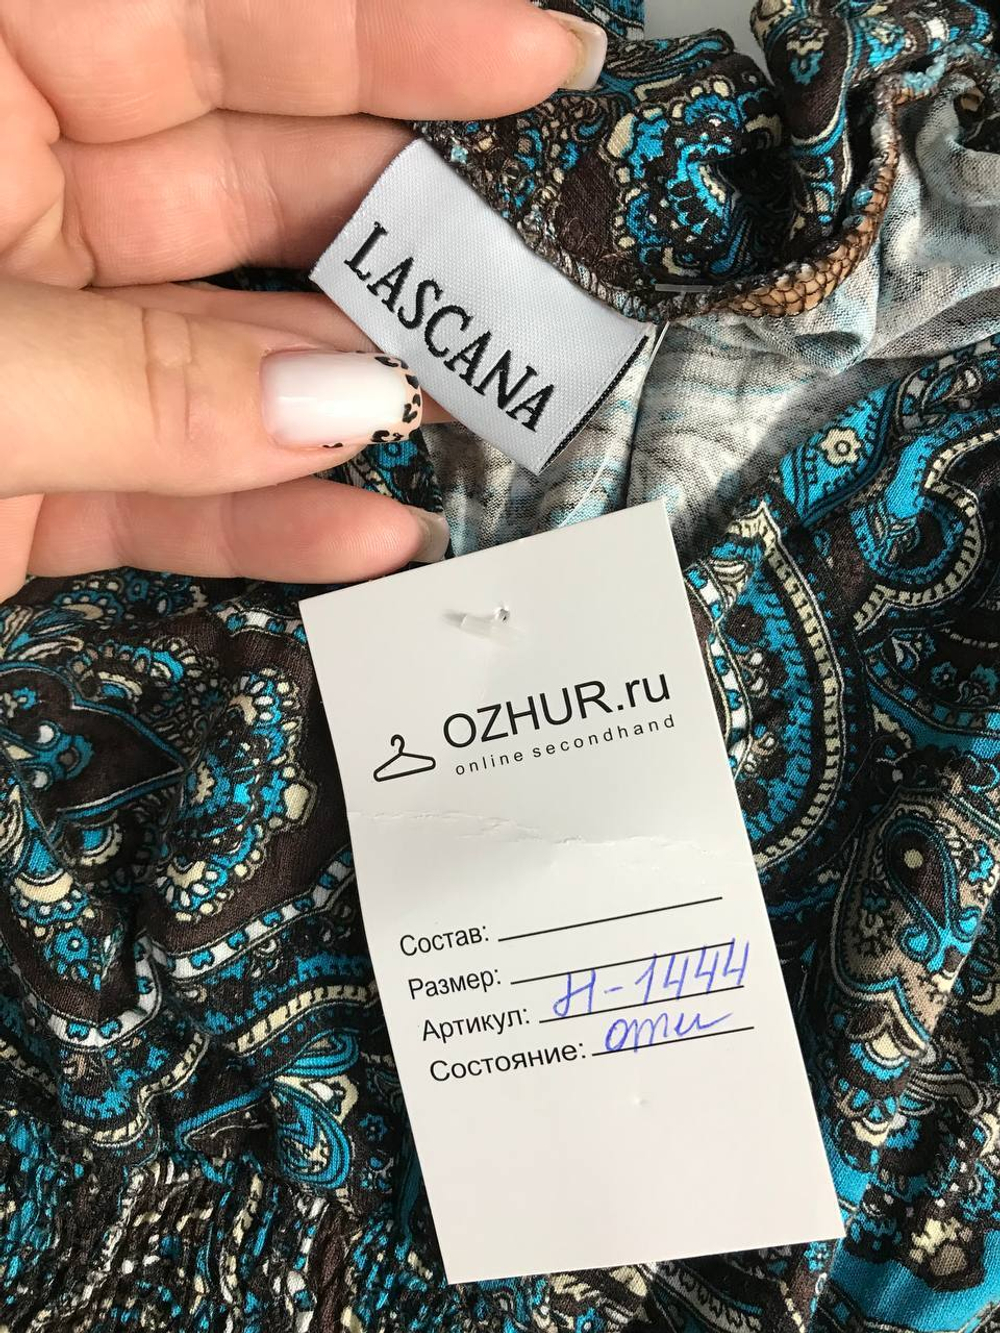 LASCANA
OZHUR.ru
online secondhand
Состав:
Размер:
Артикул: Н-1444
Состояние: отл